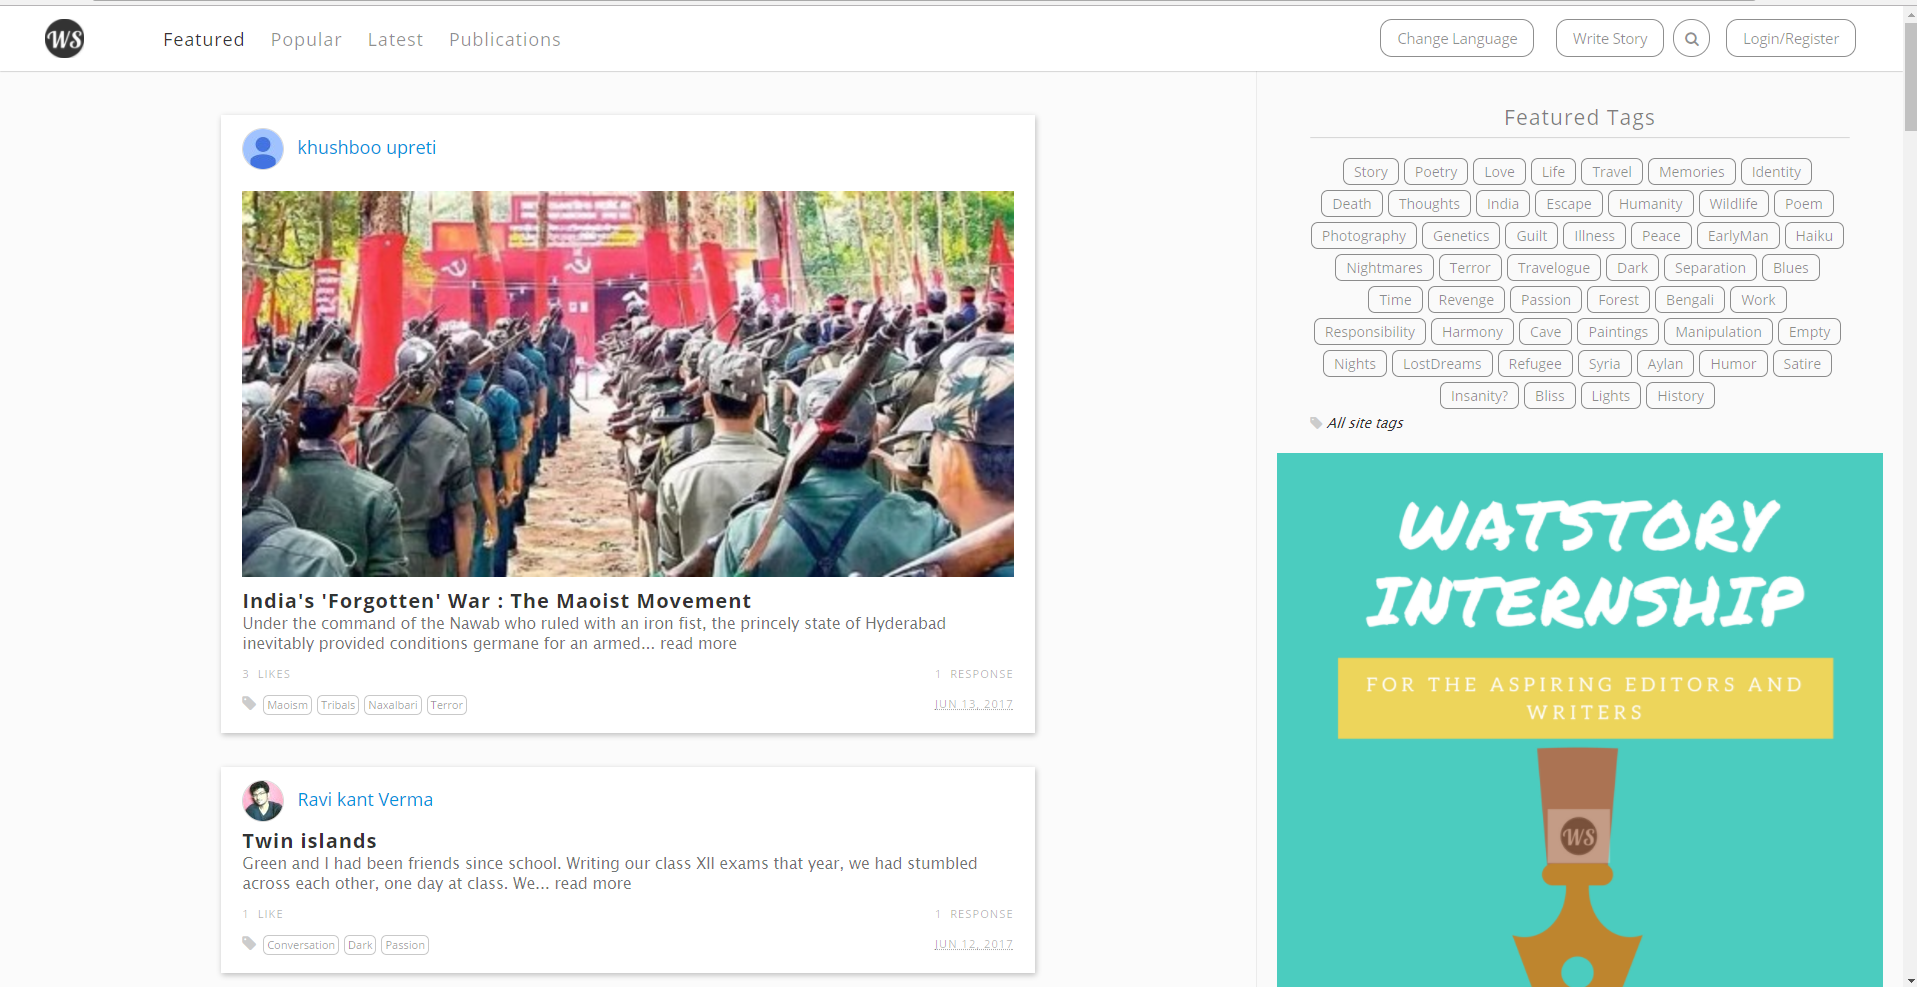 WS
Featured Popular Latest Publications
Change Language Write Story Login/Register
khushboo upreti
India's 'Forgotten' War : The Maoist Movement
Under the command of the Nawab who ruled with an iron fist, the princely state of Hyderabad
inevitably provided conditions germane for an armed... read more
3 LIKES 1 RESPONSE
Maoism Tribals Naxalbari Terror JUN 13, 2017
Ravi kant Verma
Twin islands
Green and I had been friends since school. Writing our class XII exams that year, we had stumbled
across each other, one day at class. We... read more
1 LIKE 1 RESPONSE
Conversation Dark Passion JUN 12, 2017
Featured Tags
Story Poetry Love Life Travel Memories Identity
Death Thoughts India Escape Humanity Wildlife Poem
Photography Genetics Guilt Illness Peace EarlyMan Haiku
Nightmares Terror Travelogue Dark Separation Blues
Time Revenge Passion Forest Bengali Work
Responsibility Harmony Cave Paintings Manipulation Empty
Nights LostDreams Refugee Syria Aylan Humor Satire
Insanity? Bliss Lights History
All site tags
WATSTORY
INTERNSHIP
FOR THE ASPIRING EDITORS AND
WRITERS
WS